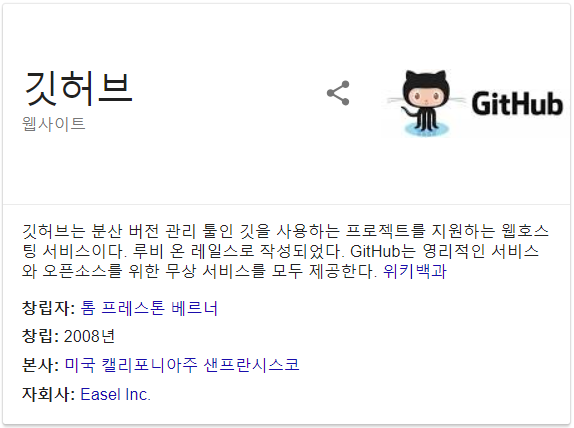 깃허브
웹사이트
GitHub
깃허브는 분산 버전 관리 툴인 깃을 사용하는 프로젝트를 지원하는 웹호스
팅 서비스이다. 루비 온 레일스로 작성되었다. GitHub는 영리적인 서비스
와 오픈소스를 위한 무상 서비스를 모두 제공한다. 위키백과
창립자: 톰 프레스톤 베르너
창립: 2008년
본사: 미국 캘리포니아주 샌프란시스코
자회사: Easel Inc.